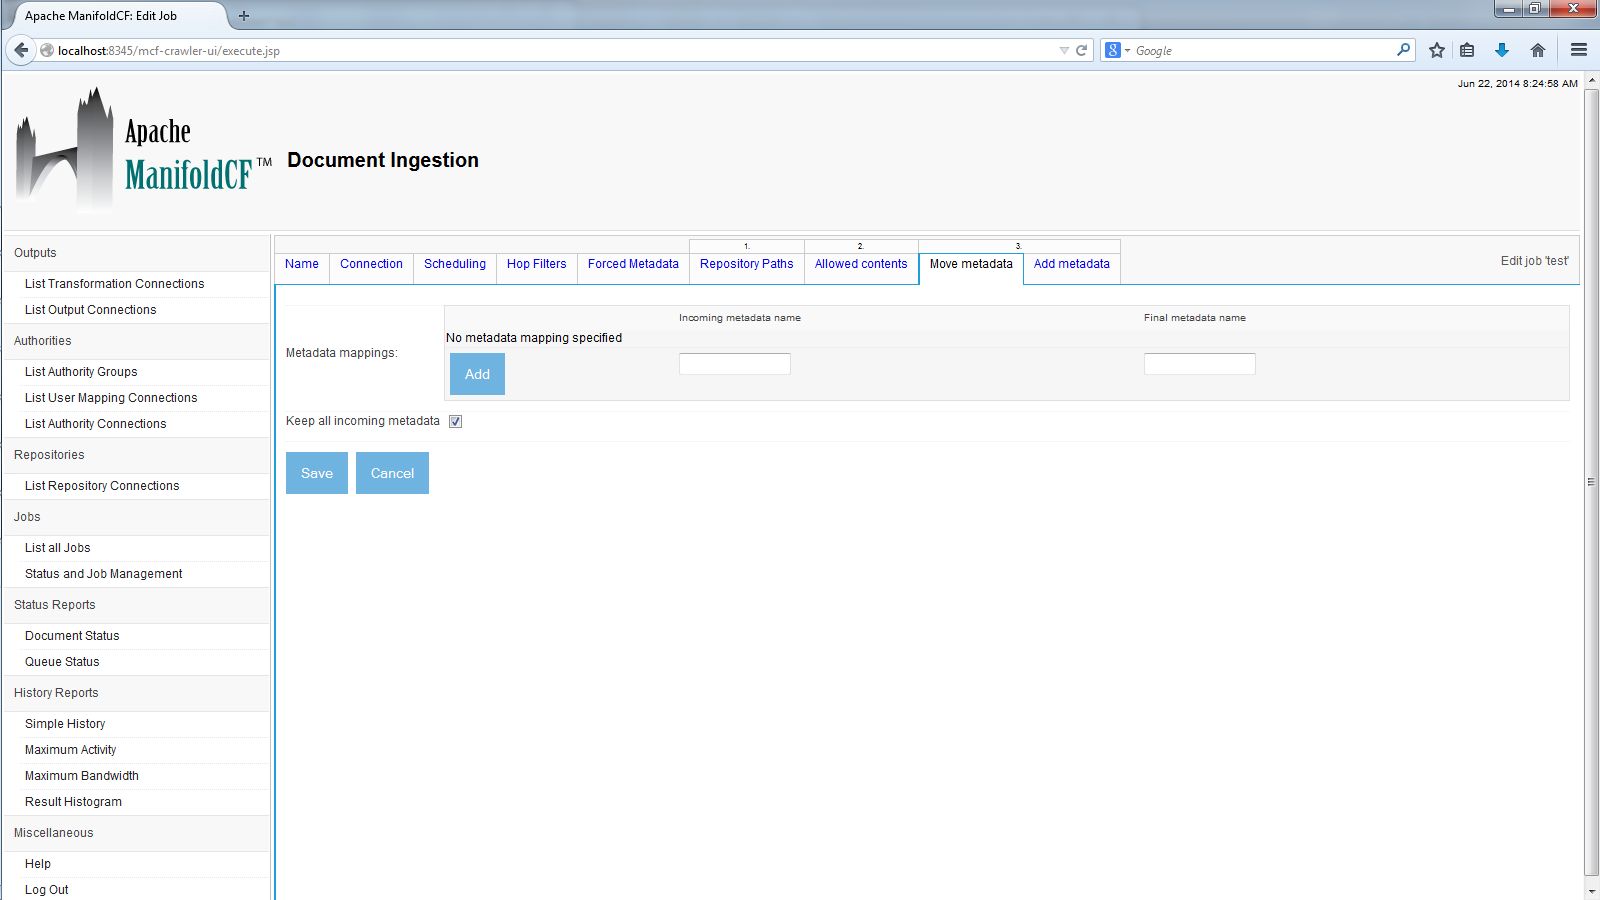 Apache ManifoldCF: Edit Job
localhost:8345/mcf-crawler-ui/execute.jsp
8
Google
Jun 22, 2014 8:24:58 AM
Apache
ManifoldCF™
Document Ingestion
Outputs
List Transformation Connections
List Output Connections
Authorities
List Authority Groups
List User Mapping Connections
List Authority Connections
Repositories
List Repository Connections
Jobs
List all Jobs
Status and Job Management
Status Reports
Document Status
Queue Status
History Reports
Simple History
Maximum Activity
Maximum Bandwidth
Result Histogram
Miscellaneous
Help
Log Out
1. 2. 3.
Name Connection Scheduling Hop Filters Forced Metadata Repository Paths Allowed contents Move metadata Add metadata
Edit job 'test'
Incoming metadata name Final metadata name
No metadata mapping specified
Metadata mappings:
Add
Keep all incoming metadata
Save Cancel